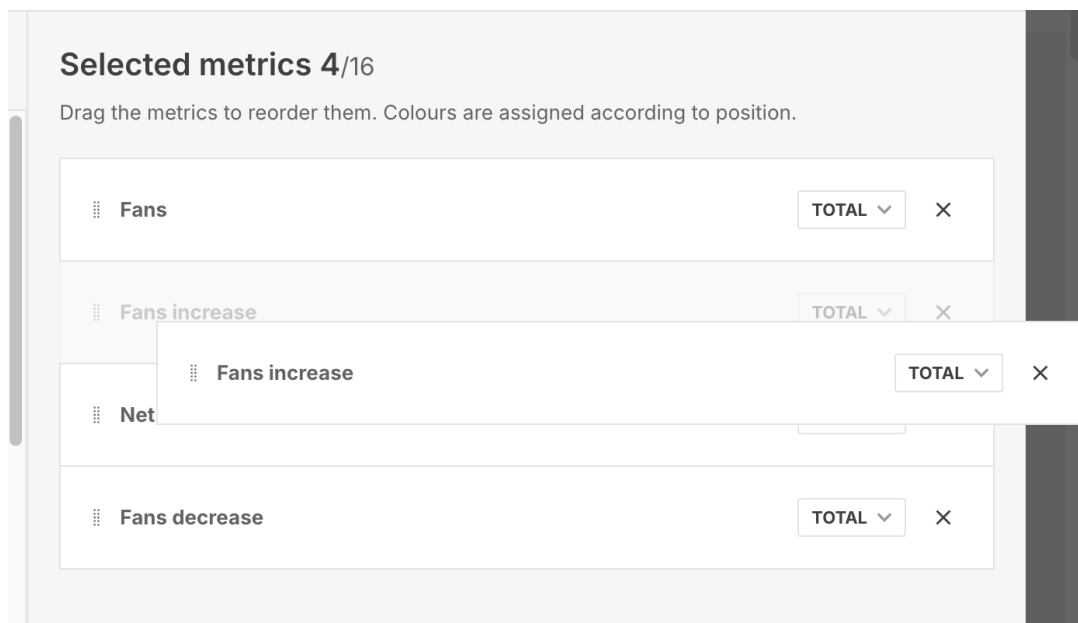 Selected metrics 4/16
Drag the metrics to reorder them. Colours are assigned according to position.
Fans TOTAL
Fans increase TOTAL
Fans increase TOTAL
Net
Fans decrease TOTAL